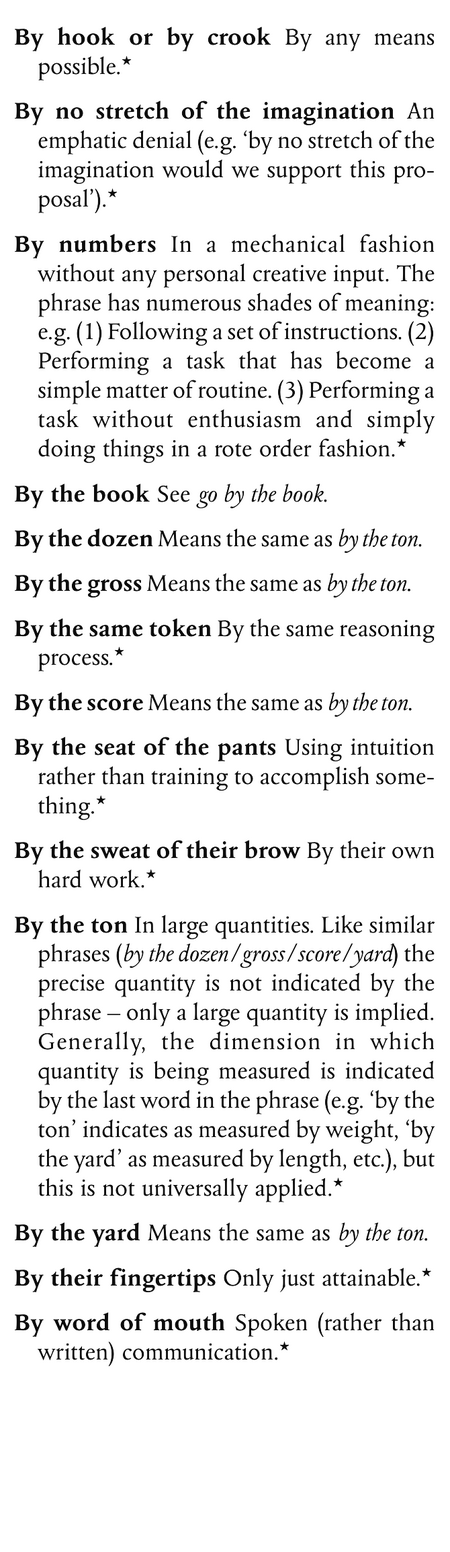 By hook or by crook By any means
possible.★
By no stretch of the imagination An
emphatic denial (e.g. ‘by no stretch of the
imagination would we support this pro-
posal’).★
By numbers In a mechanical fashion
without any personal creative input. The
phrase has numerous shades of meaning:
e.g. (1) Following a set of instructions. (2)
Performing a task that has become a
simple matter of routine. (3) Performing a
task without enthusiasm and simply
doing things in a rote order fashion.★
By the book See go by the book.
By the dozen Means the same as by the ton.
By the gross Means the same as by the ton.
By the same token By the same reasoning
process.★
By the score Means the same as by the ton.
By the seat of the pants Using intuition
rather than training to accomplish some-
thing.★
By the sweat of their brow By their own
hard work.★
By the ton In large quantities. Like similar
phrases (by the dozen/gross/score/yard) the
precise quantity is not indicated by the
phrase – only a large quantity is implied.
Generally, the dimension in which
quantity is being measured is indicated
by the last word in the phrase (e.g. ‘by the
ton’ indicates as measured by weight, ‘by
the yard’ as measured by length, etc.), but
this is not universally applied.★
By the yard Means the same as by the ton.
By their fingertips Only just attainable.★
By word of mouth Spoken (rather than
written) communication.★